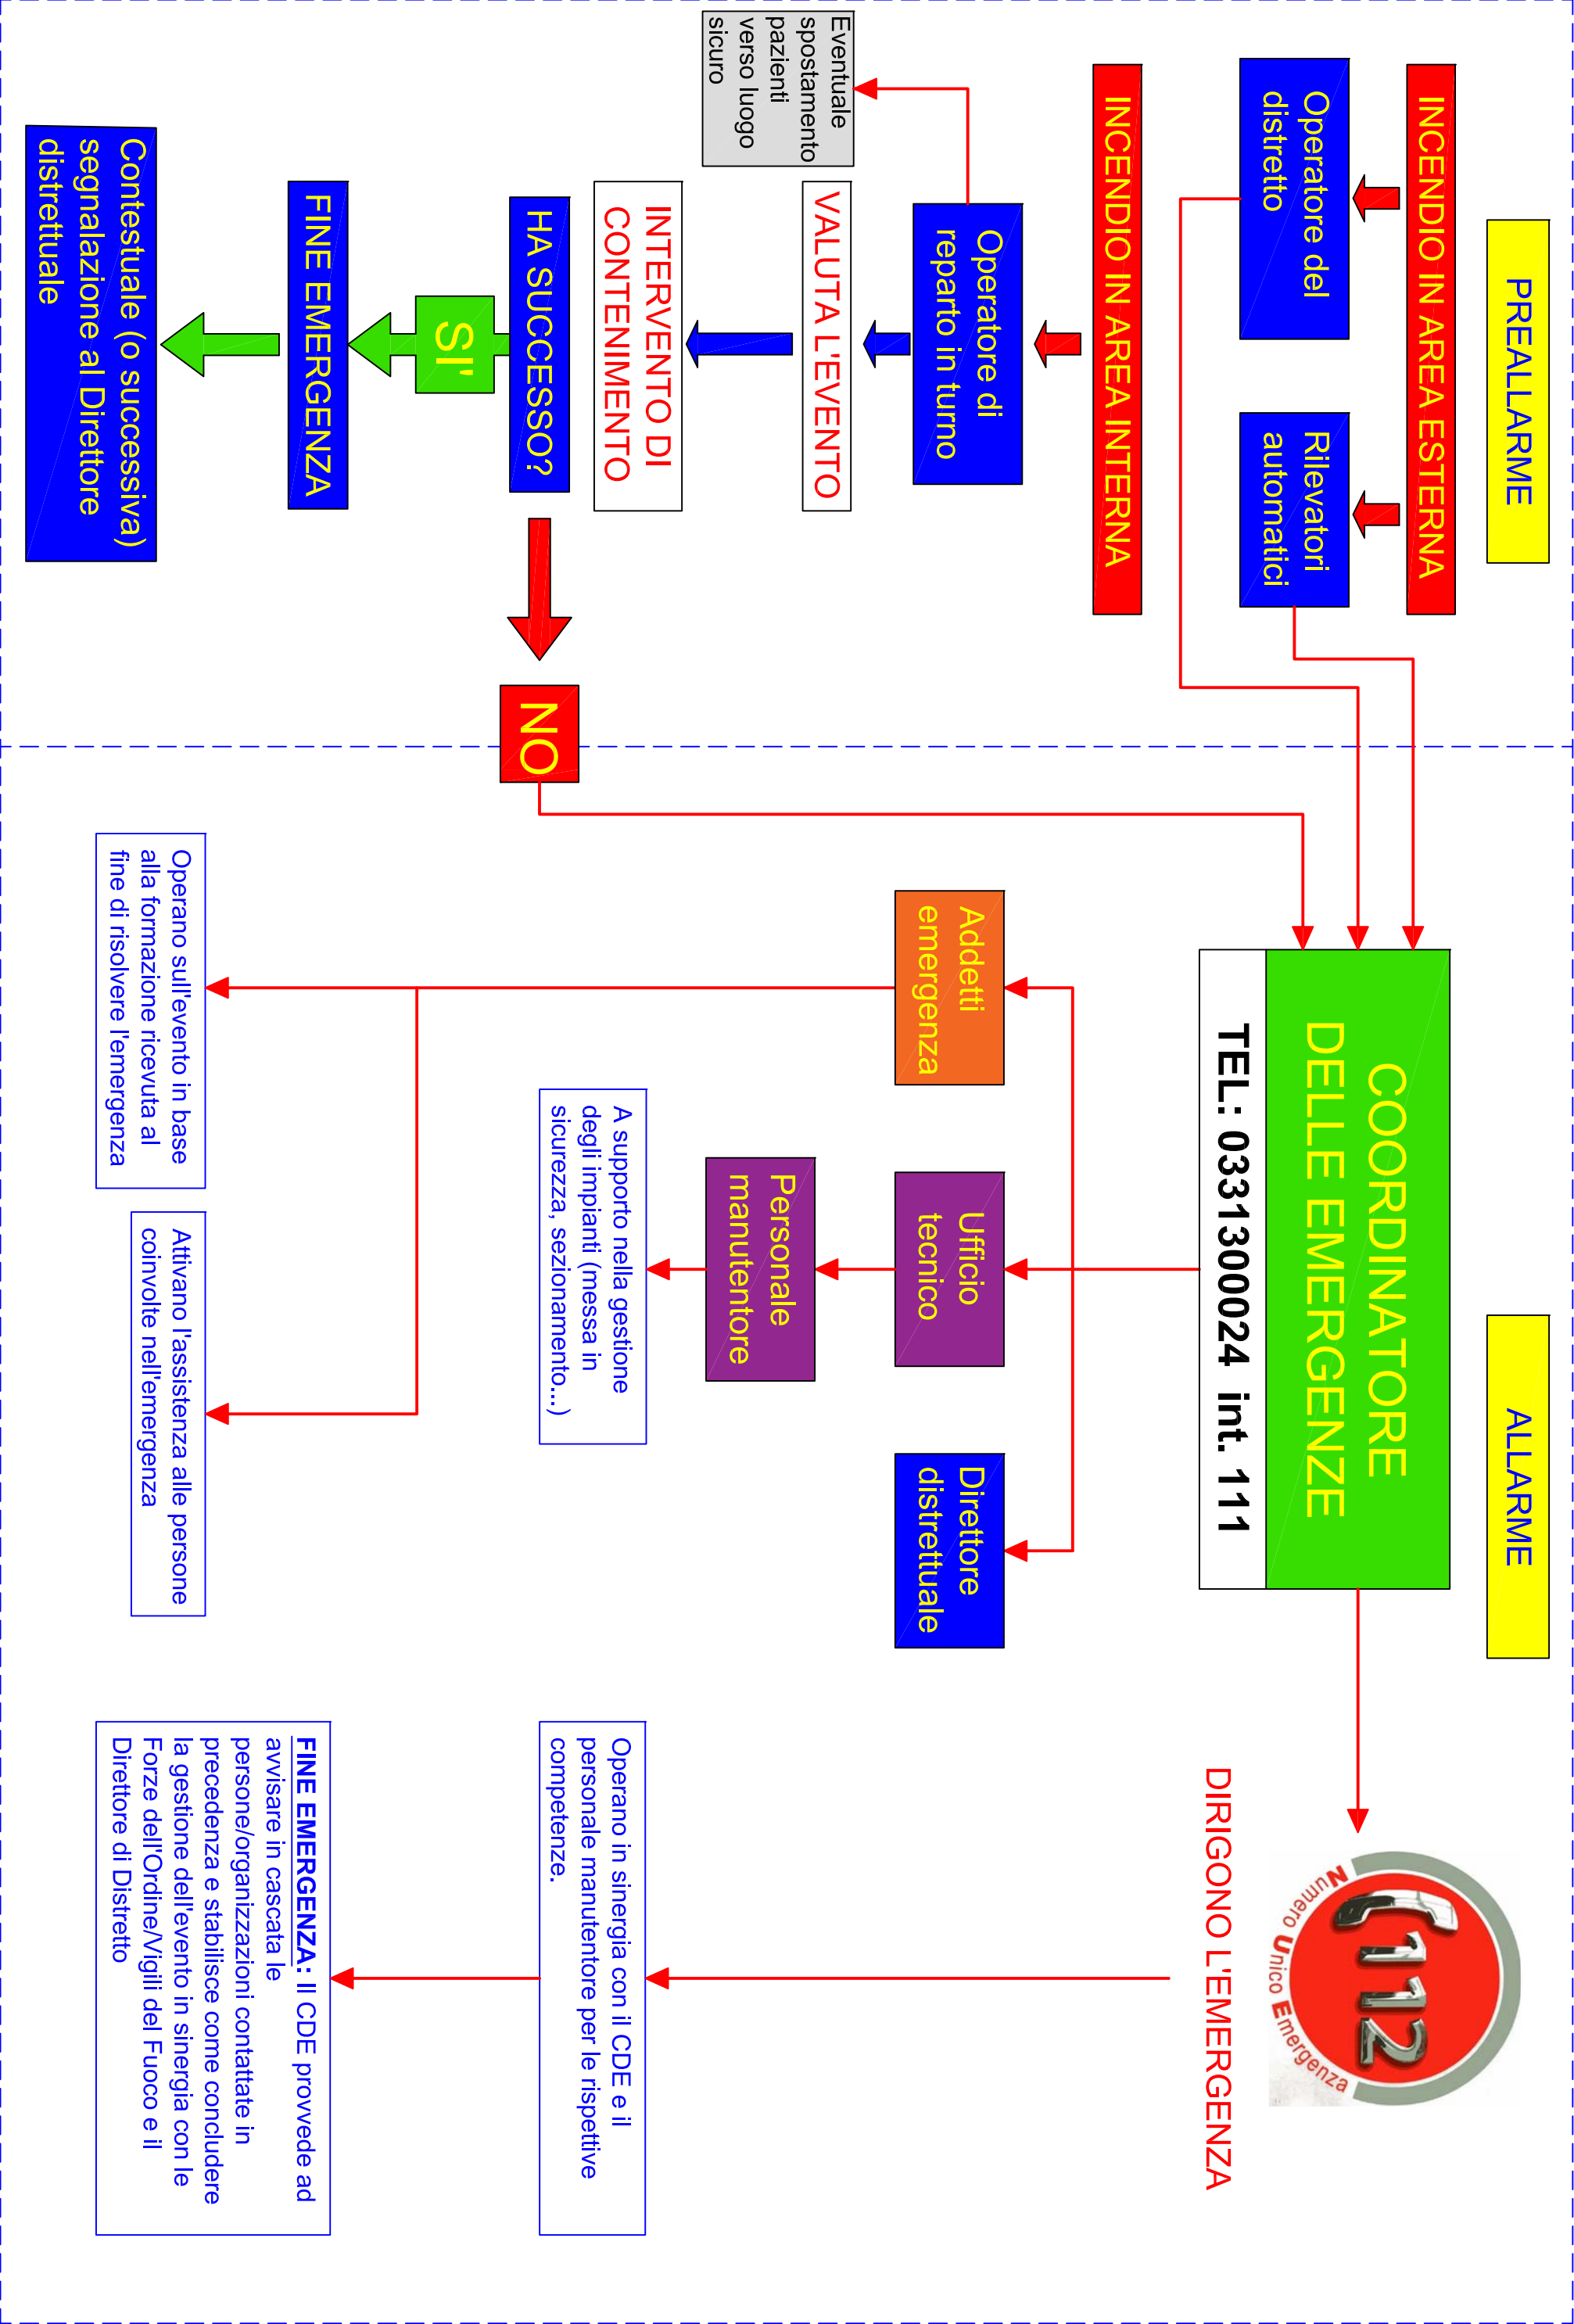 PREALLARME
INCENDIO IN AREA ESTERNA
Operatore del
distretto
Rilevatori
automatici
INCENDIO IN AREA INTERNA
Operatore di
reparto in turno
Eventuale
spostamento
pazienti
verso luogo
sicuro
VALUTA L'EVENTO
INTERVENTO DI
CONTENIMENTO
HA SUCCESSO?
SI'
NO
FINE EMERGENZA
Contestuale (o successiva)
segnalazione al Direttore
distrettuale
ALLARME
COORDINATORE
DELLE EMERGENZE
TEL: 0331300024 int. 111
Addetti
emergenza
Ufficio
tecnico
Direttore
distrettuale
Personale
manutentore
A supporto nella gestione
degli impianti (messa in
sicurezza, sezionamento...)
Operano sull'evento in base
alla formazione ricevuta al
fine di risolvere l'emergenza
Attivano l'assistenza alle persone
coinvolte nell'emergenza
112
Numero Unico Emergenza
DIRIGONO L'EMERGENZA
Operano in sinergia con il CDE e il
personale manutentore per le rispettive
competenze.
FINE EMERGENZA: Il CDE provvede ad
avvisare in cascata le
persone/organizzazioni contattate in
precedenza e stabilisce come concludere
la gestione dell'evento in sinergia con le
Forze dell'Ordine/Vigili del Fuoco e il
Direttore di Distretto